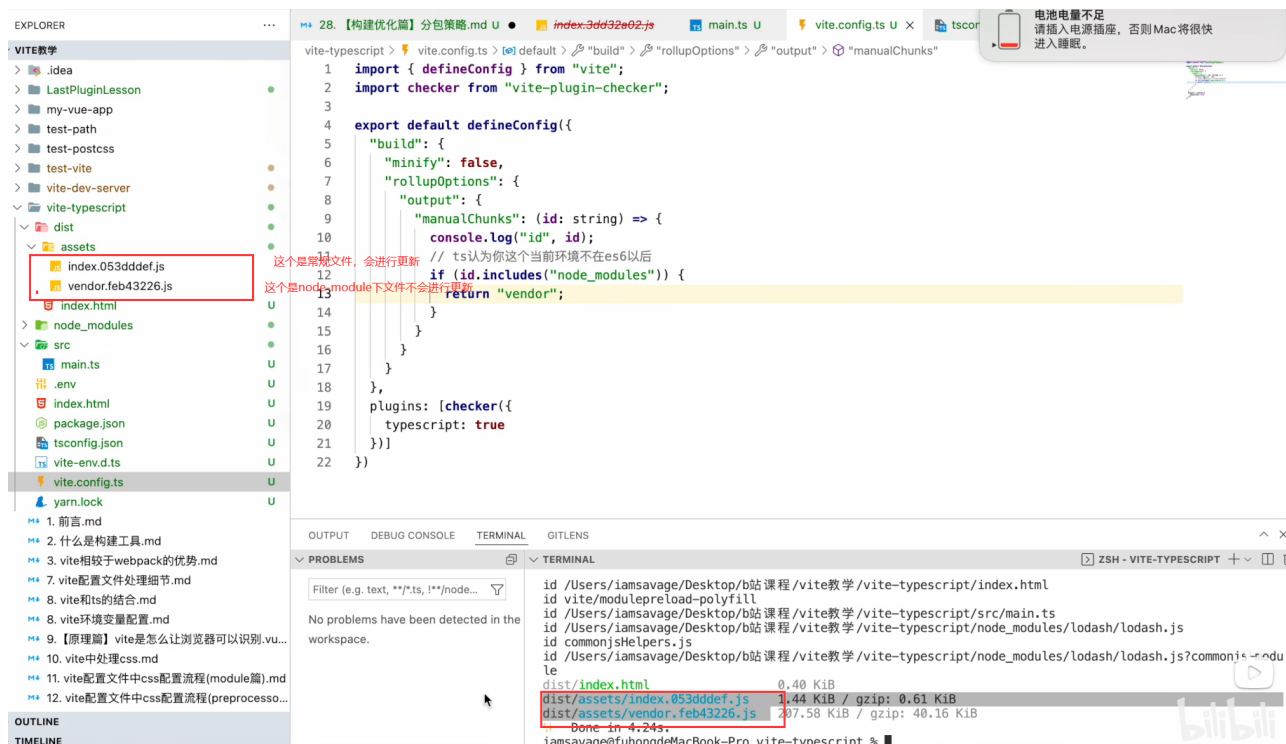 EXPLORER
VITE教学
.idea
LastPluginLesson
my-vue-app
test-path
test-postcss
test-vite
vite-dev-server
vite-typescript
dist
assets
index.053dddef.js
vendor.feb43226.js
index.html U
node_modules
src
main.ts U
.env U
index.html U
package.json U
tsconfig.json U
vite-env.d.ts U
vite.config.ts U
yarn.lock U
1. 前言.md
2. 什么是构建工具.md
3. vite相较于webpack的优势.md
7. vite配置文件处理细节.md
8. vite和ts的结合.md
8. vite环境变量配置.md
9.【原理篇】vite是怎么让浏览器可以识别.vu...
10. vite中处理css.md
11. vite配置文件中css配置流程(module篇).md
12. vite配置文件中css配置流程(preprocesso...
OUTLINE
TIMELINE
28. 【构建优化篇】分包策略.md U
index.3dd32a02.js
main.ts U
vite.config.ts U
tscon
电池电量不足
请插入电源插座，否则Mac将很快
进入睡眠。
vite-typescript > vite.config.ts > default > "build" > "rollupOptions" > "output" > "manualChunks"
1 import { defineConfig } from "vite";
2 import checker from "vite-plugin-checker";
3
4 export default defineConfig({
5 "build": {
6 "minify": false,
7 "rollupOptions": {
8 "output": {
9 "manualChunks": (id: string) => {
10 console.log("id", id);
11 // ts认为你这个当前环境不在es6以后
12 if (id.includes("node_modules")) {
13 return "vendor";
14 }
15 }
16 }
17 }
18 },
19 plugins: [checker({
20 typescript: true
21 })]
22 })
这个是常规文件，会进行更新
这个是node-module下文件不会进行更新
OUTPUT DEBUG CONSOLE TERMINAL GITLENS
PROBLEMS
Filter (e.g. text, **/*.ts, !**/node...
No problems have been detected in the
workspace.
TERMINAL
ZSH - VITE-TYPESCRIPT
id /Users/iamsavage/Desktop/b站课程/vite教学/vite-typescript/index.html
id vite/modulepreload-polyfill
id /Users/iamsavage/Desktop/b站课程/vite教学/vite-typescript/src/main.ts
id /Users/iamsavage/Desktop/b站课程/vite教学/vite-typescript/node_modules/lodash/lodash.js
id commonjsHelpers.js
id /Users/iamsavage/Desktop/b站课程/vite教学/vite-typescript/node_modules/lodash/lodash.js?commonjs-modu
le
dist/index.html 0.40 KiB
dist/assets/index.053dddef.js 1.44 KiB / gzip: 0.61 KiB
dist/assets/vendor.feb43226.js 207.58 KiB / gzip: 40.16 KiB
Done in 4.24s.
iamsavage@fuhongdeMacBook-Pro vite-typescript %
bilibili